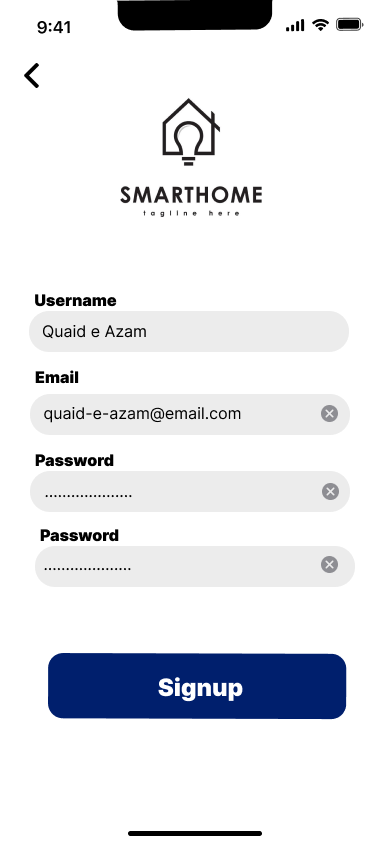 9:41
SMARTHOME
tagline here
Username
Quaid e Azam
Email
quaid-e-azam@email.com
Password
....................
Password
....................
Signup